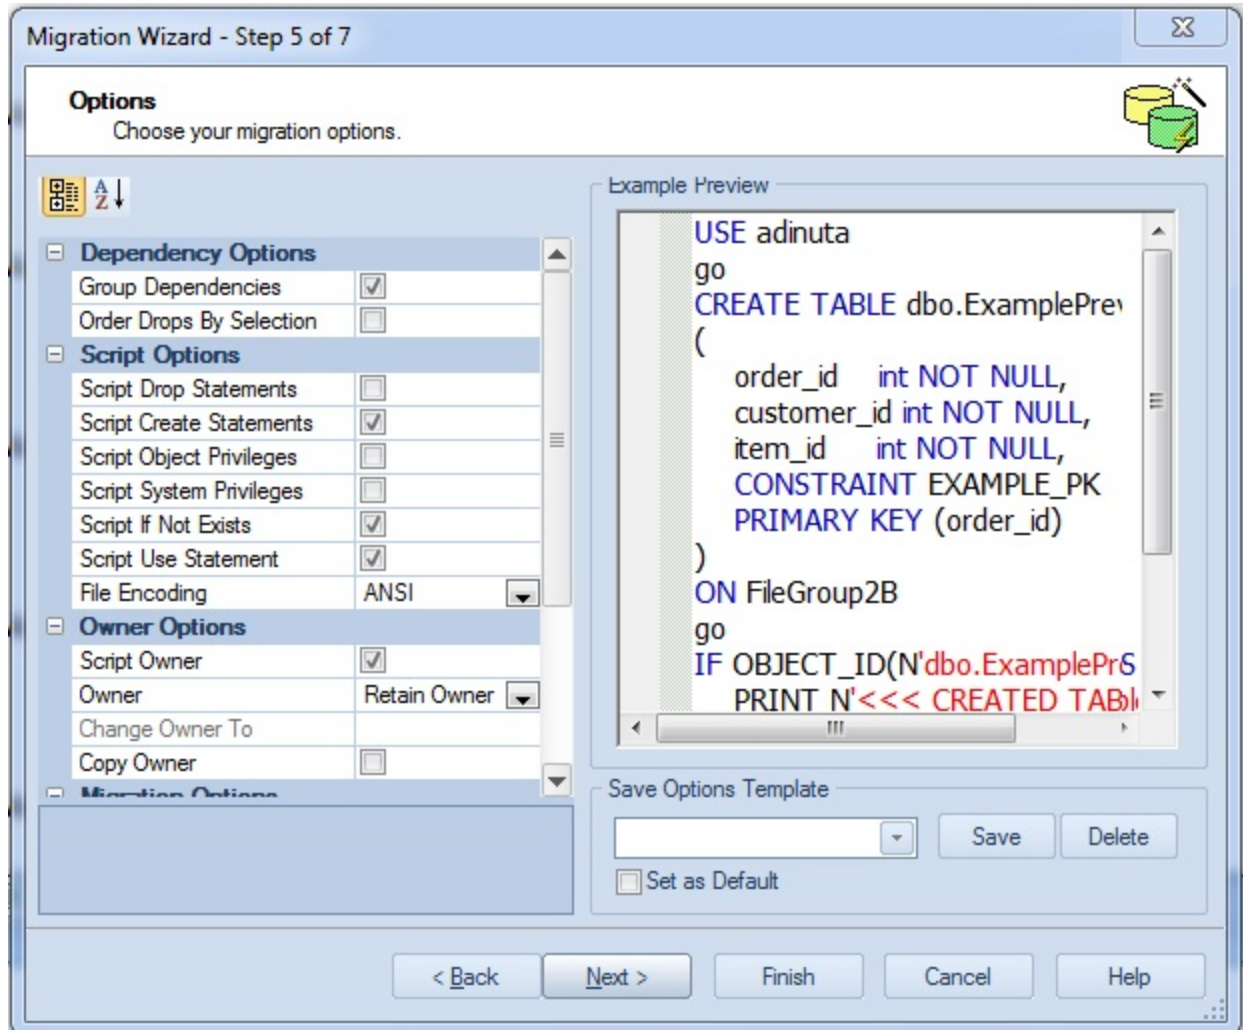 Migration Wizard - Step 5 of 7
Options
Choose your migration options.
A
Z
Dependency Options
Group Dependencies
Order Drops By Selection
Script Options
Script Drop Statements
Script Create Statements
Script Object Privileges
Script System Privileges
Script If Not Exists
Script Use Statement
File Encoding ANSI
Owner Options
Script Owner
Owner Retain Owner
Change Owner To
Copy Owner
Migration Options
Example Preview
USE adinuta
go
CREATE TABLE dbo.ExamplePrev
(
order_id int NOT NULL,
customer_id int NOT NULL,
item_id int NOT NULL,
CONSTRAINT EXAMPLE_PK
PRIMARY KEY (order_id)
)
ON FileGroup2B
go
IF OBJECT_ID(N'dbo.ExamplePr
PRINT N'<<< CREATED TAB
Save Options Template
Save Delete
Set as Default
< Back Next > Finish Cancel Help